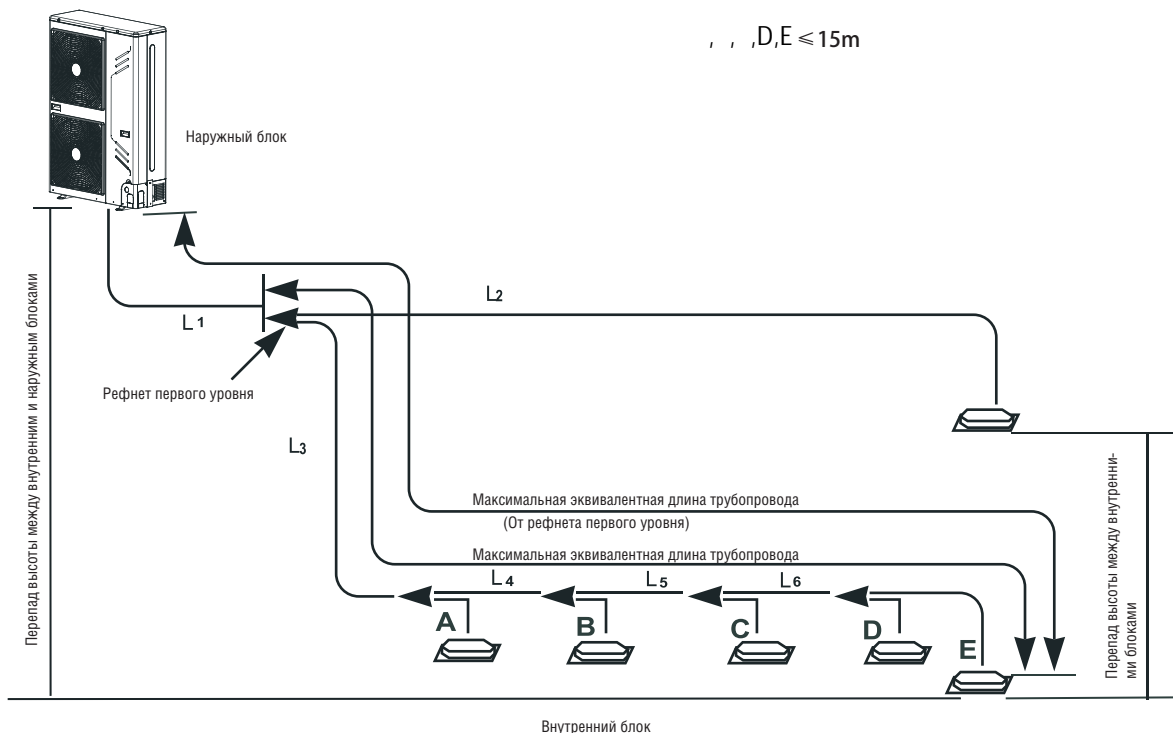 , , ,D,E ≤ 15m
Наружный блок
Перепад высоты между внутренним и наружным блоками
L1
L2
Рефнет первого уровня
L3
Максимальная эквивалентная длина трубопровода
(От рефнета первого уровня)
Максимальная эквивалентная длина трубопровода
L4
L5
L6
A
B
C
D
E
Перепад высоты между внутренни-
ми блоками
Внутренний блок